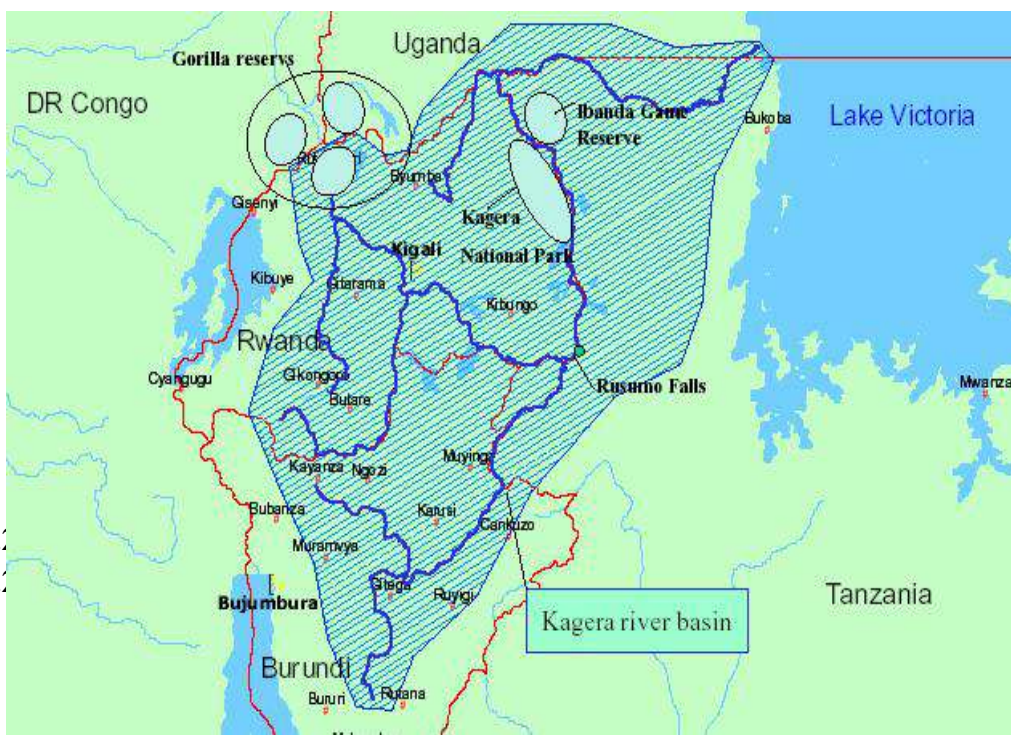 Uganda
Gorilla reservs
DR Congo
Ibanda Game
Reserve
Bukoba
Lake Victoria
Byumba
Gisenyi
Kagera
National Park
Kigali
Kibuye
Gitarama
Kibungo
Rwanda
Cyangugu
Gikongoro
Rusumo Falls
Mwanza
Butare
Kayanza
Ngozi
Muyinga
Bubanza
Karusi
Cankuzo
Muramvya
Gitega
Ruyigi
Bujumbura
Tanzania
Kagera river basin
Burundi
Bururi
Rutana
2
2